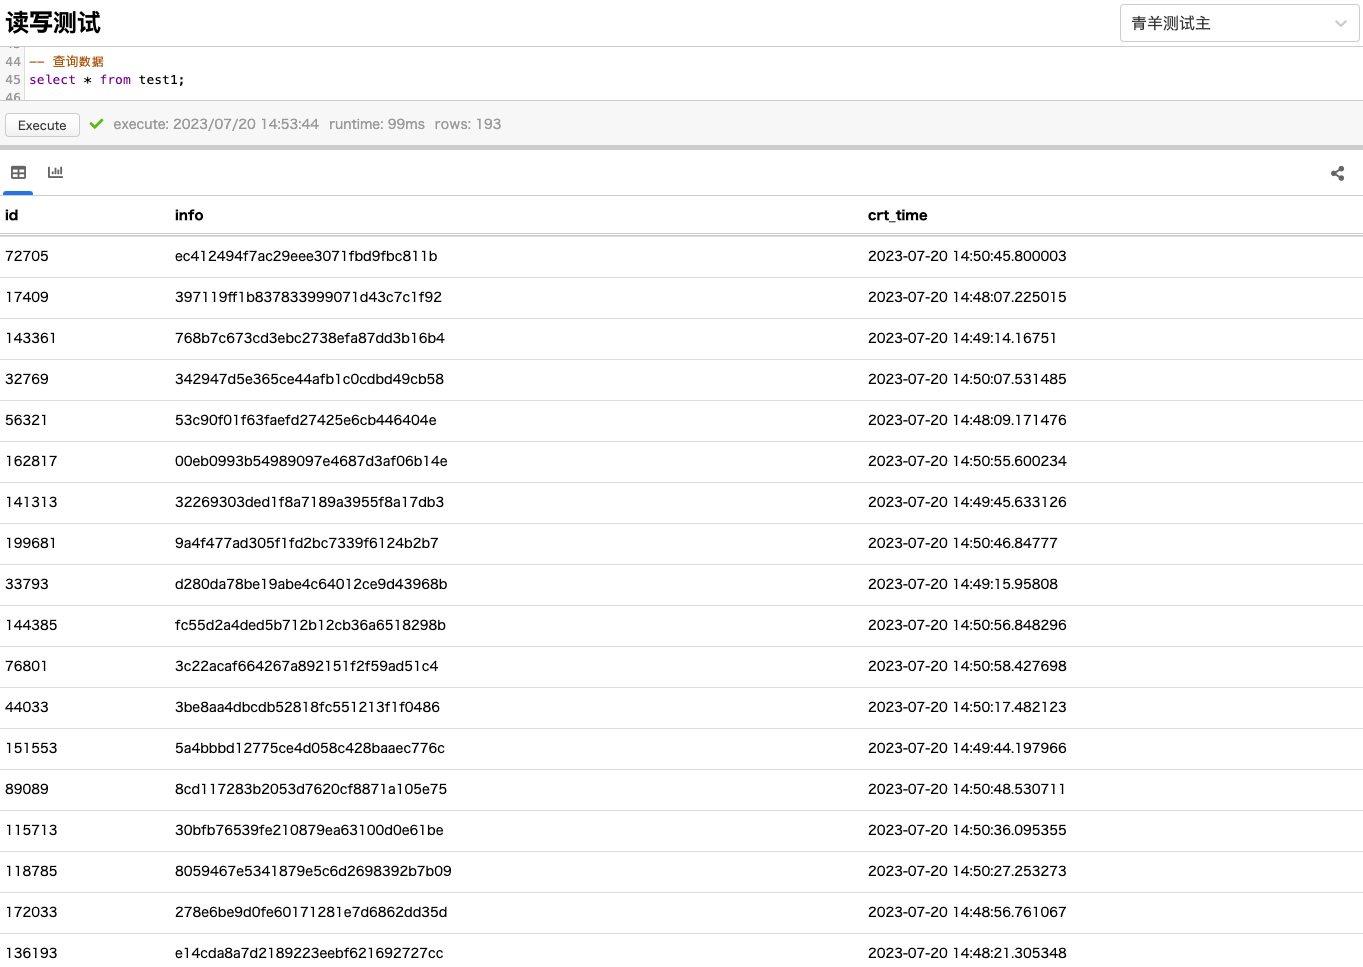 读写测试
青羊测试主
44 -- 查询数据
45 select * from test1;
46
Execute execute: 2023/07/20 14:53:44 runtime: 99ms rows: 193
id info crt_time
72705 ec412494f7ac29eee3071fbd9fbc811b 2023-07-20 14:50:45.800003
17409 397119ff1b837833999071d43c7c1f92 2023-07-20 14:48:07.225015
143361 768b7c673cd3ebc2738efa87dd3b16b4 2023-07-20 14:49:14.16751
32769 342947d5e365ce44afb1c0cdbd49cb58 2023-07-20 14:50:07.531485
56321 53c90f01f63faefd27425e6cb446404e 2023-07-20 14:48:09.171476
162817 00eb0993b54989097e4687d3af06b14e 2023-07-20 14:50:55.600234
141313 32269303ded1f8a7189a3955f8a17db3 2023-07-20 14:49:45.633126
199681 9a4f477ad305f1fd2bc7339f6124b2b7 2023-07-20 14:50:46.84777
33793 d280da78be19abe4c64012ce9d43968b 2023-07-20 14:49:15.95808
144385 fc55d2a4ded5b712b12cb36a6518298b 2023-07-20 14:50:56.848296
76801 3c22acaf664267a892151f2f59ad51c4 2023-07-20 14:50:58.427698
44033 3be8aa4dbcdb52818fc551213f1f0486 2023-07-20 14:50:17.482123
151553 5a4bbbd12775ce4d058c428baaec776c 2023-07-20 14:49:44.197966
89089 8cd117283b2053d7620cf8871a105e75 2023-07-20 14:50:48.530711
115713 30bfb76539fe210879ea63100d0e61be 2023-07-20 14:50:36.095355
118785 8059467e5341879e5c6d2698392b7b09 2023-07-20 14:50:27.253273
172033 278e6be9d0fe60171281e7d6862dd35d 2023-07-20 14:48:56.761067
136193 e14cda8a7d2189223eebf621692727cc 2023-07-20 14:48:21.305348